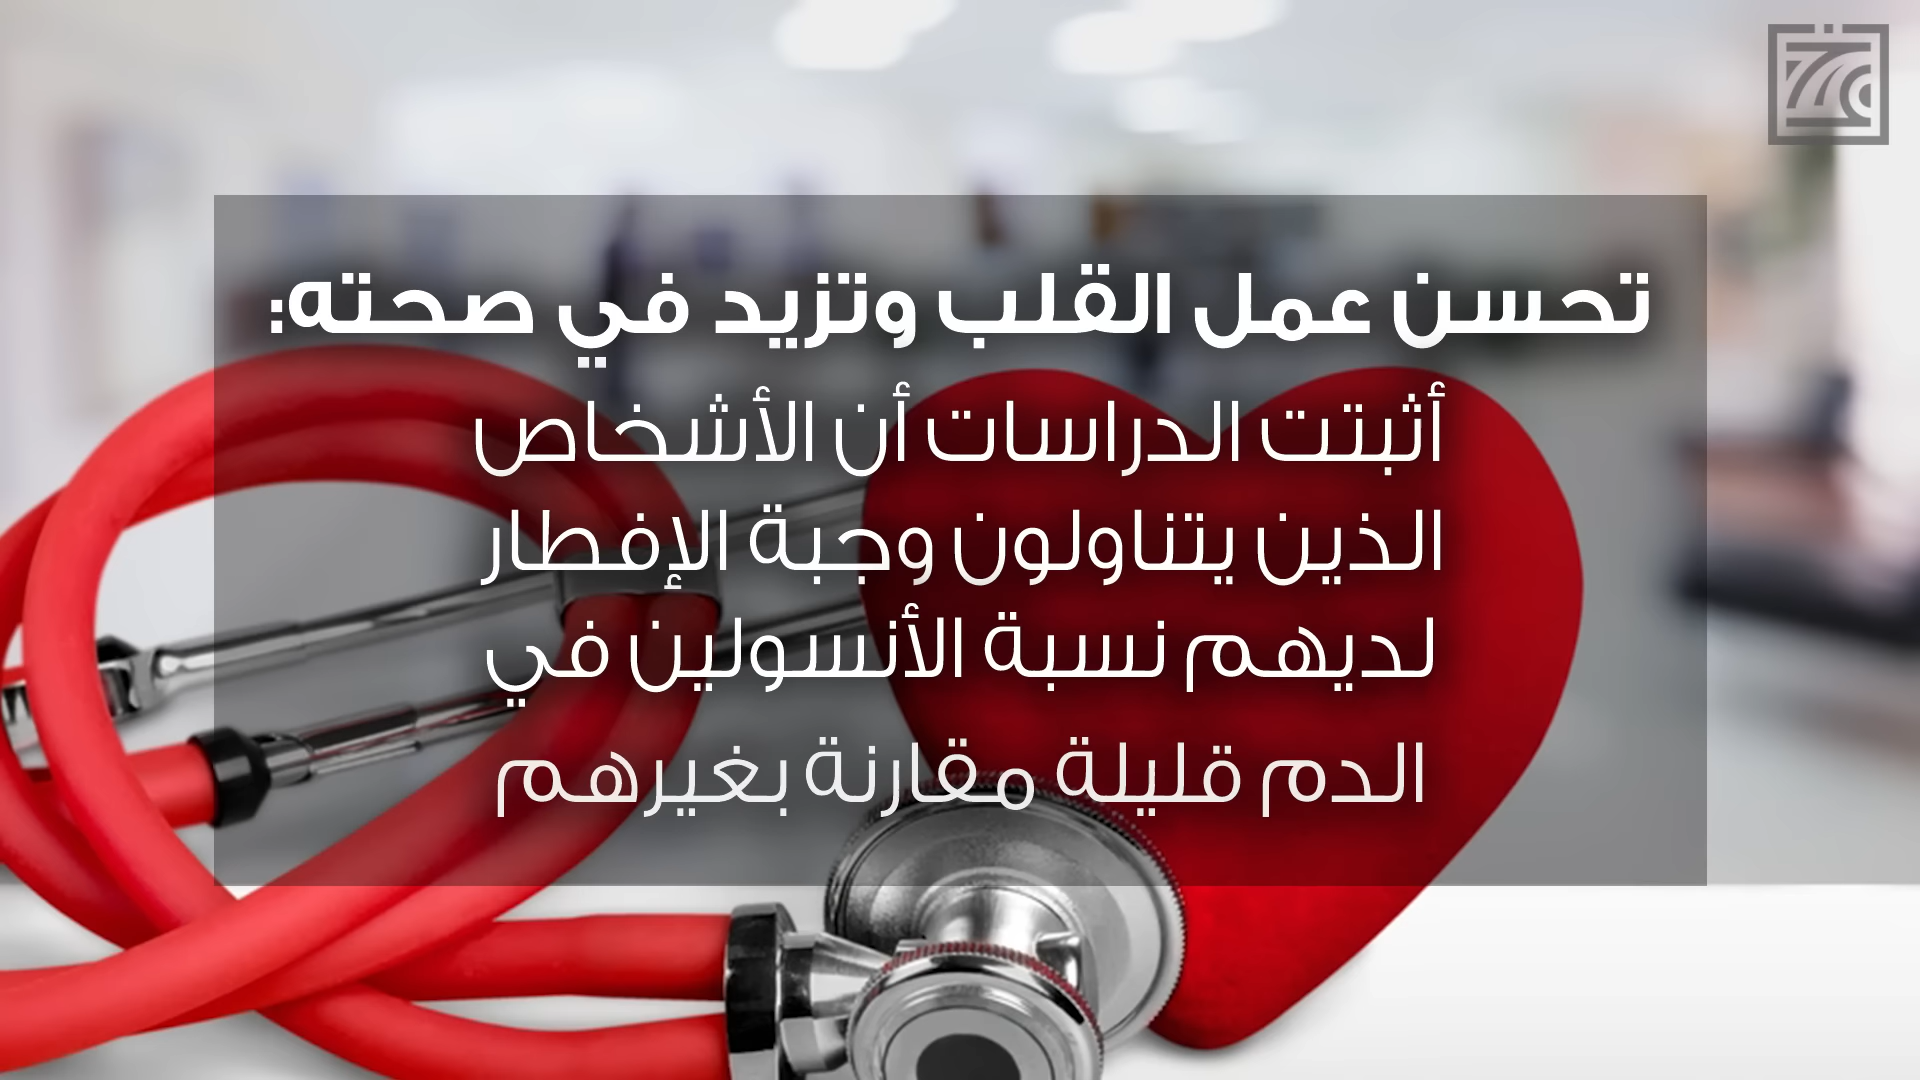 تحسن عمل القلب وتزيد في صحته:
أثبتت الدراسات أن الأشخاص
الذين يتناولون وجبة الإفطار
لديهم نسبة الأنسولين في
الدم قليلة مقارنة بغيرهم